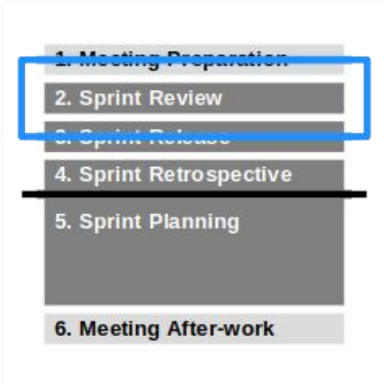 1. Meeting Preparation
2. Sprint Review
3. Sprint Release
4. Sprint Retrospective
5. Sprint Planning
6. Meeting After-work